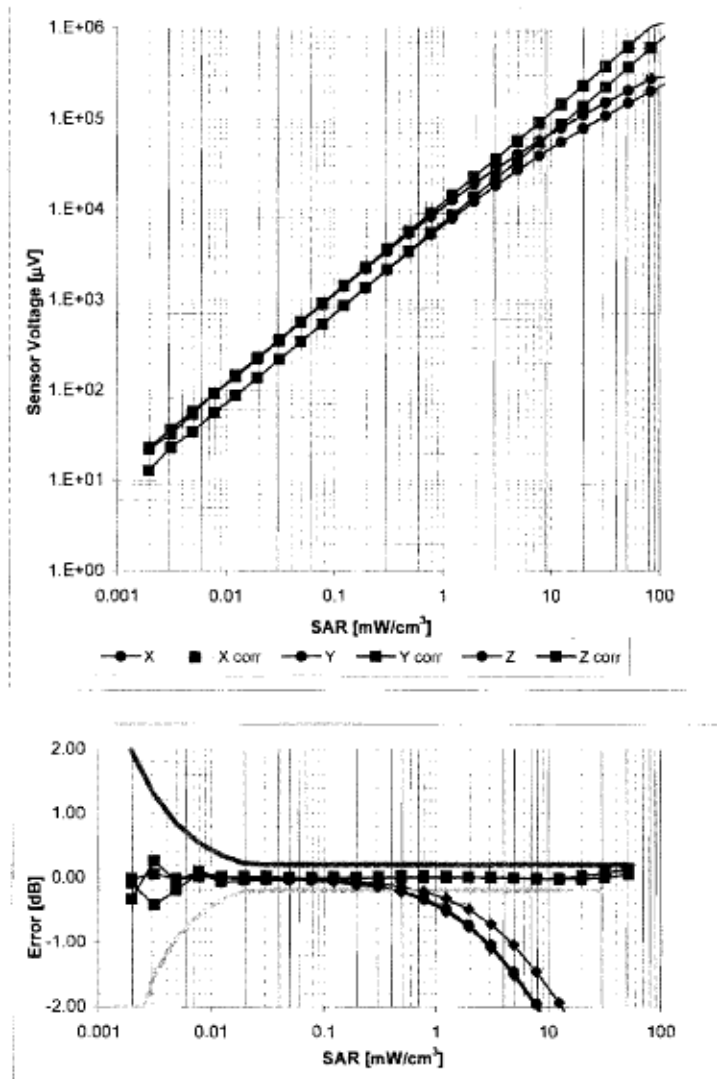 1.E+06
1.E+05
1.E+04
1.E+03
1.E+02
1.E+01
1.E+00
Sensor Voltage [µV]
0.001 0.01 0.1 1 10 100
SAR [mW/cm³]
X X corr Y Y corr Z Z corr
2.00
1.00
0.00
-1.00
-2.00
Error [dB]
0.001 0.01 0.1 1 10 100
SAR [mW/cm³]